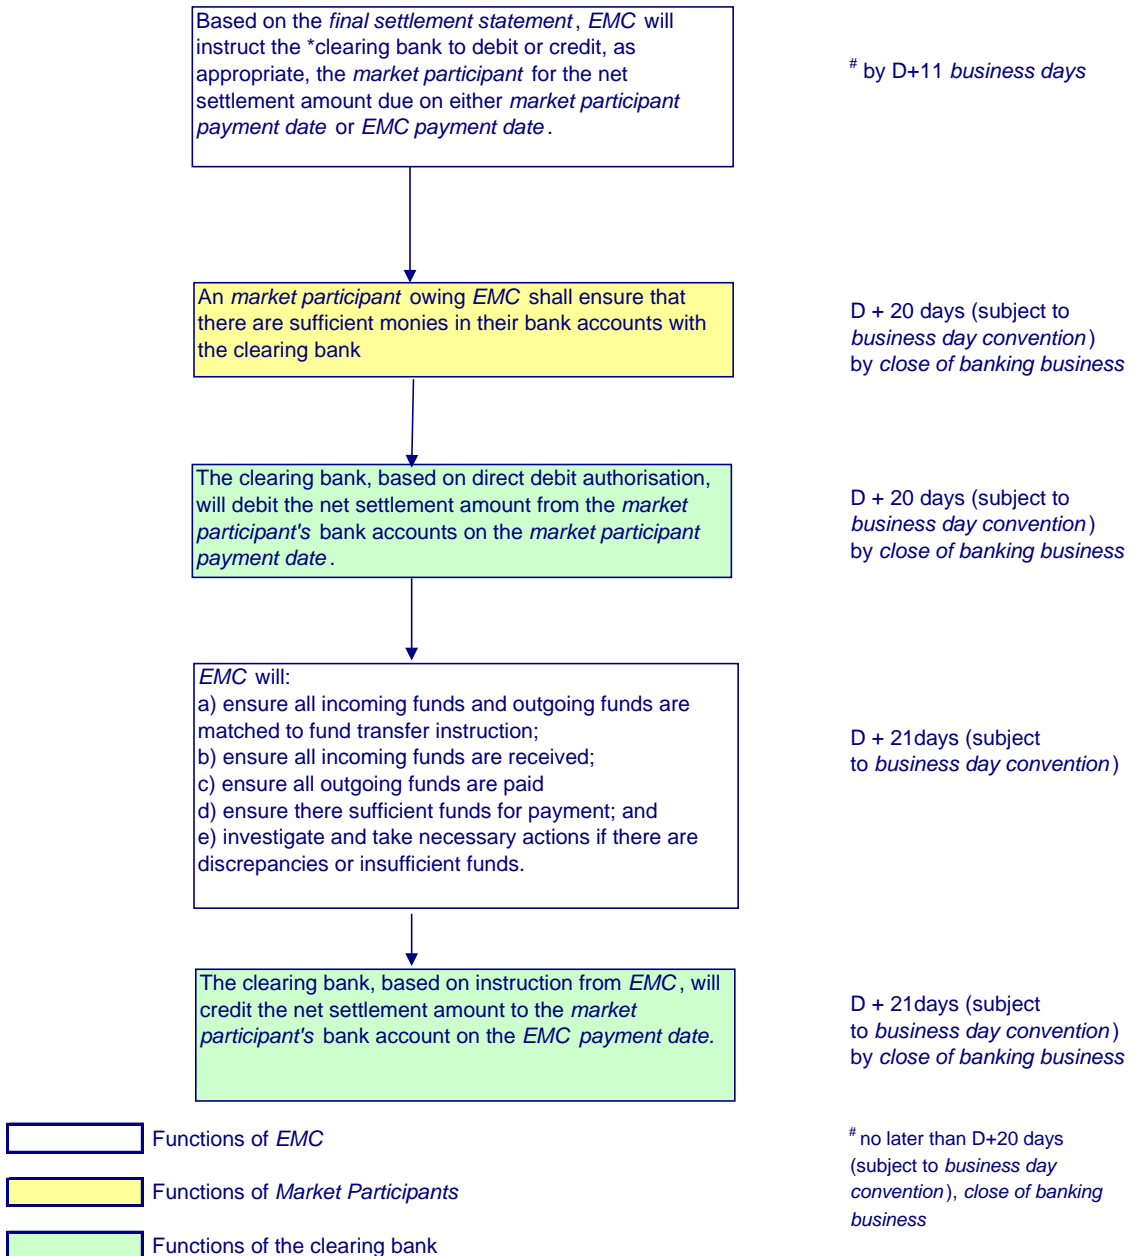 Based on the final settlement statement, EMC will
instruct the *clearing bank to debit or credit, as
appropriate, the market participant for the net
settlement amount due on either market participant
payment date or EMC payment date.
# by D+11 business days
An market participant owing EMC shall ensure that
there are sufficient monies in their bank accounts with
the clearing bank
D + 20 days (subject to
business day convention)
by close of banking business
The clearing bank, based on direct debit authorisation,
will debit the net settlement amount from the market
participant's bank accounts on the market participant
payment date.
D + 20 days (subject to
business day convention)
by close of banking business
EMC will:
a) ensure all incoming funds and outgoing funds are
matched to fund transfer instruction;
b) ensure all incoming funds are received;
c) ensure all outgoing funds are paid
d) ensure there sufficient funds for payment; and
e) investigate and take necessary actions if there are
discrepancies or insufficient funds.
D + 21days (subject
to business day convention)
The clearing bank, based on instruction from EMC, will
credit the net settlement amount to the market
participant's bank account on the EMC payment date.
D + 21days (subject
to business day convention)
by close of banking business
Functions of EMC
Functions of Market Participants
Functions of the clearing bank
# no later than D+20 days
(subject to business day
convention), close of banking
business